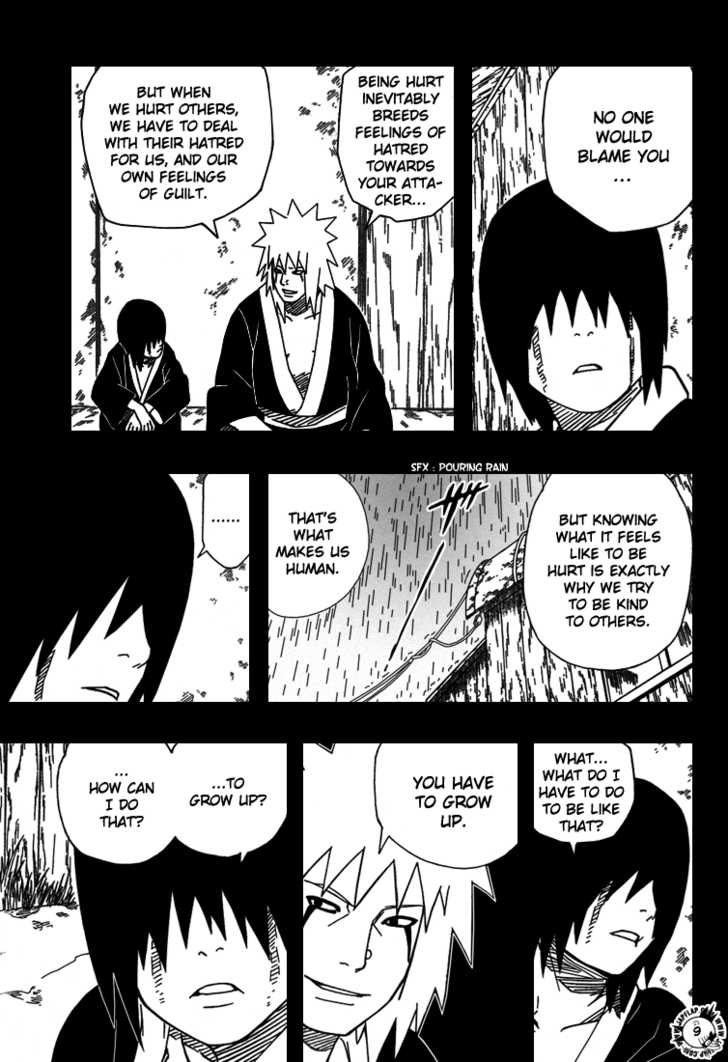 NO ONE
WOULD
BLAME YOU
...
BEING HURT
INEVITABLY
BREEDS
FEELINGS OF
HATRED
TOWARDS
YOUR ATTA-
CKER...
BUT WHEN
WE HURT OTHERS,
WE HAVE TO DEAL
WITH THEIR HATRED
FOR US, AND OUR
OWN FEELINGS
OF GUILT.
SFX : POURING RAIN
BUT KNOWING
WHAT IT FEELS
LIKE TO BE
HURT IS EXACTLY
WHY WE TRY
TO BE KIND
TO OTHERS.
THAT'S
WHAT
MAKES US
HUMAN.
......
WHAT...
WHAT DO I
HAVE TO DO
TO BE LIKE
THAT?
YOU HAVE
TO GROW
UP.
...TO
GROW UP?
...
HOW CAN
I DO
THAT?
9